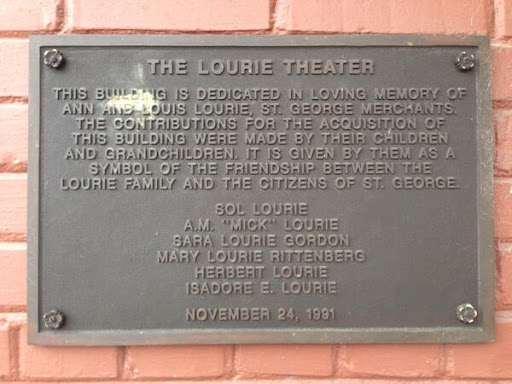 THE LOURIE THEATER
THIS BUILDING IS DEDICATED IN LOVING MEMORY OF
ANN AND LOUIS LOURIE, ST. GEORGE MERCHANTS.
THE CONTRIBUTIONS FOR THE ACQUISITION OF
THIS BUILDING WERE MADE BY THEIR CHILDREN
AND GRANDCHILDREN. IT IS GIVEN BY THEM AS A
SYMBOL OF THE FRIENDSHIP BETWEEN THE
LOURIE FAMILY AND THE CITIZENS OF ST. GEORGE.
SOL LOURIE
A.M. "MICK" LOURIE
SARA LOURIE GORDON
MARY LOURIE RITTENBERG
HERBERT LOURIE
ISADORE E. LOURIE
NOVEMBER 24, 1991